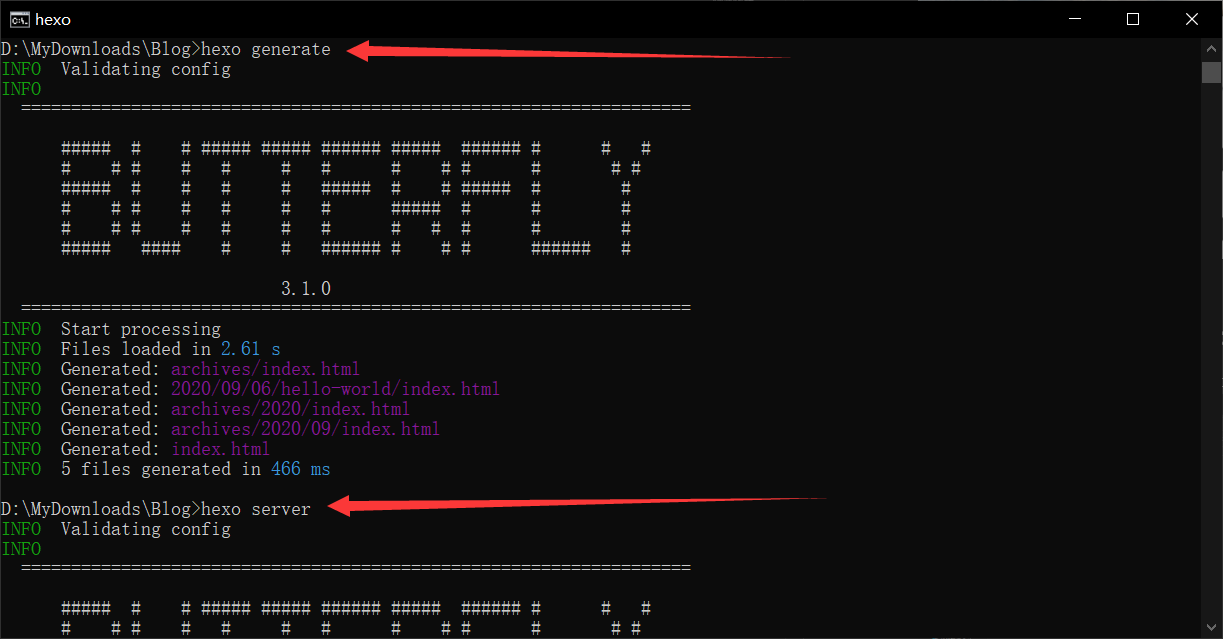 hexo
D:\MyDownloads\Blog>hexo generate
INFO  Validating config
INFO
===================================================================
BUTTERFLY
3.1.0
===================================================================
INFO  Start processing
INFO  Files loaded in 2.61 s
INFO  Generated: archives/index.html
INFO  Generated: 2020/09/06/hello-world/index.html
INFO  Generated: archives/2020/index.html
INFO  Generated: archives/2020/09/index.html
INFO  Generated: index.html
INFO  5 files generated in 466 ms
D:\MyDownloads\Blog>hexo server
INFO  Validating config
INFO
===================================================================